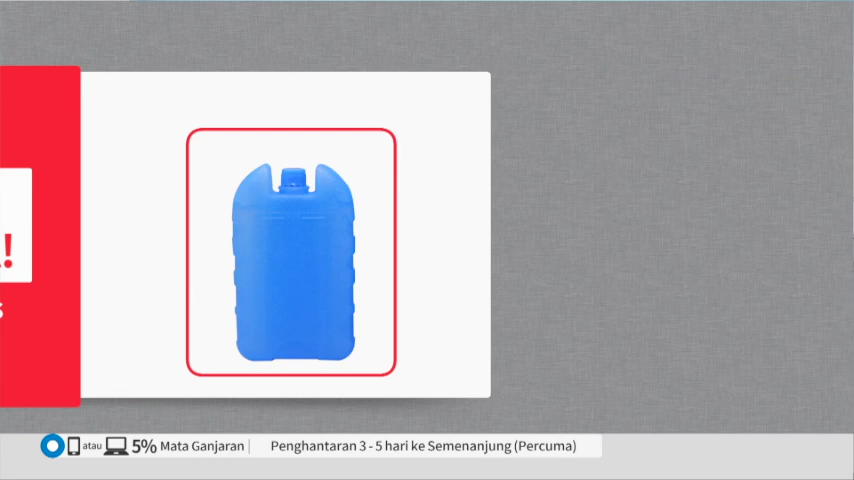 !
s
atau 5% Mata Ganjaran | Penghantaran 3 - 5 hari ke Semenanjung (Percuma)